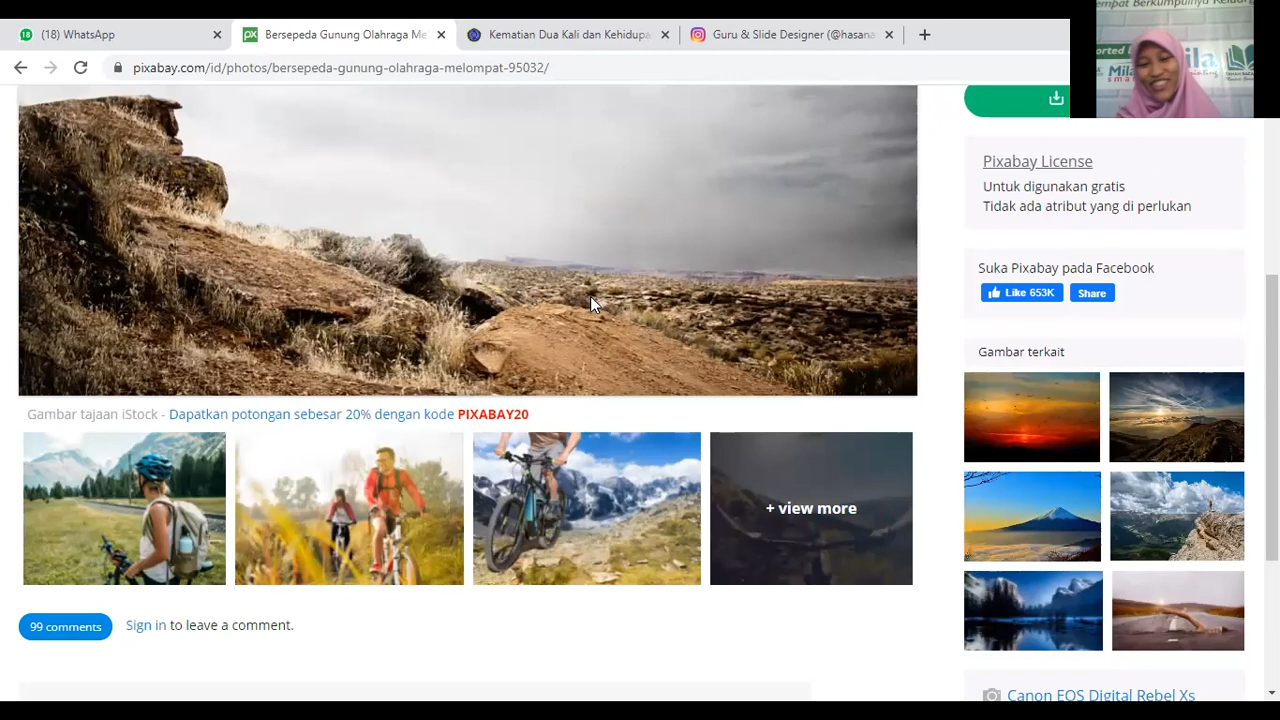 (18) WhatsApp
px Bersepeda Gunung Olahraga Me
Kematian Dua Kali dan Kehidupa
Guru & Slide Designer (@hasana
pixabay.com/id/photos/bersepeda-gunung-olahraga-melompat-95032/
Pixabay License
Untuk digunakan gratis
Tidak ada atribut yang di perlukan
Suka Pixabay pada Facebook
Like 653K Share
Gambar terkait
Gambar tajaan iStock - Dapatkan potongan sebesar 20% dengan kode PIXABAY20
+ view more
99 comments
Sign in to leave a comment.
Canon EOS Digital Rebel Xs